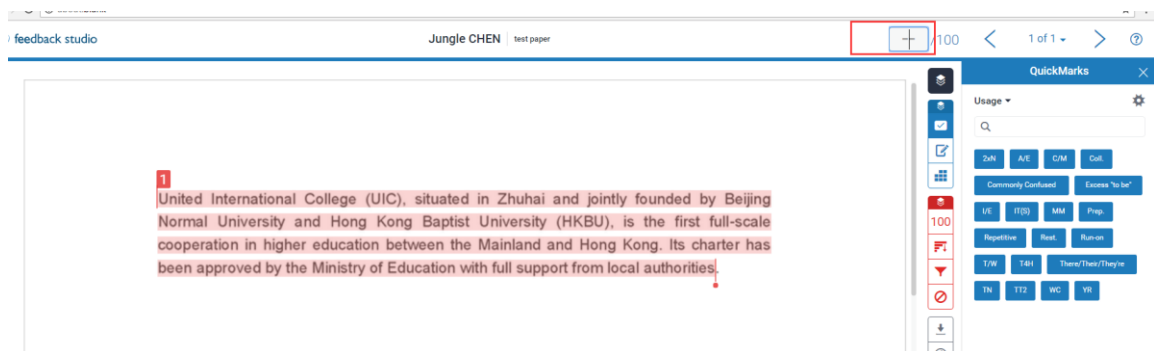 feedback studio
Jungle CHEN test paper
/100
1 of 1
QuickMarks
Usage
2xN A/E C/M Coll.
Commonly Confused Excess "to be"
I/E IT(S) MM Prep.
Repetitive Rest. Run-on
T/W T4H There/Their/They're
TN TT2 WC YR
100
1
United International College (UIC), situated in Zhuhai and jointly founded by Beijing
Normal University and Hong Kong Baptist University (HKBU), is the first full-scale
cooperation in higher education between the Mainland and Hong Kong. Its charter has
been approved by the Ministry of Education with full support from local authorities.